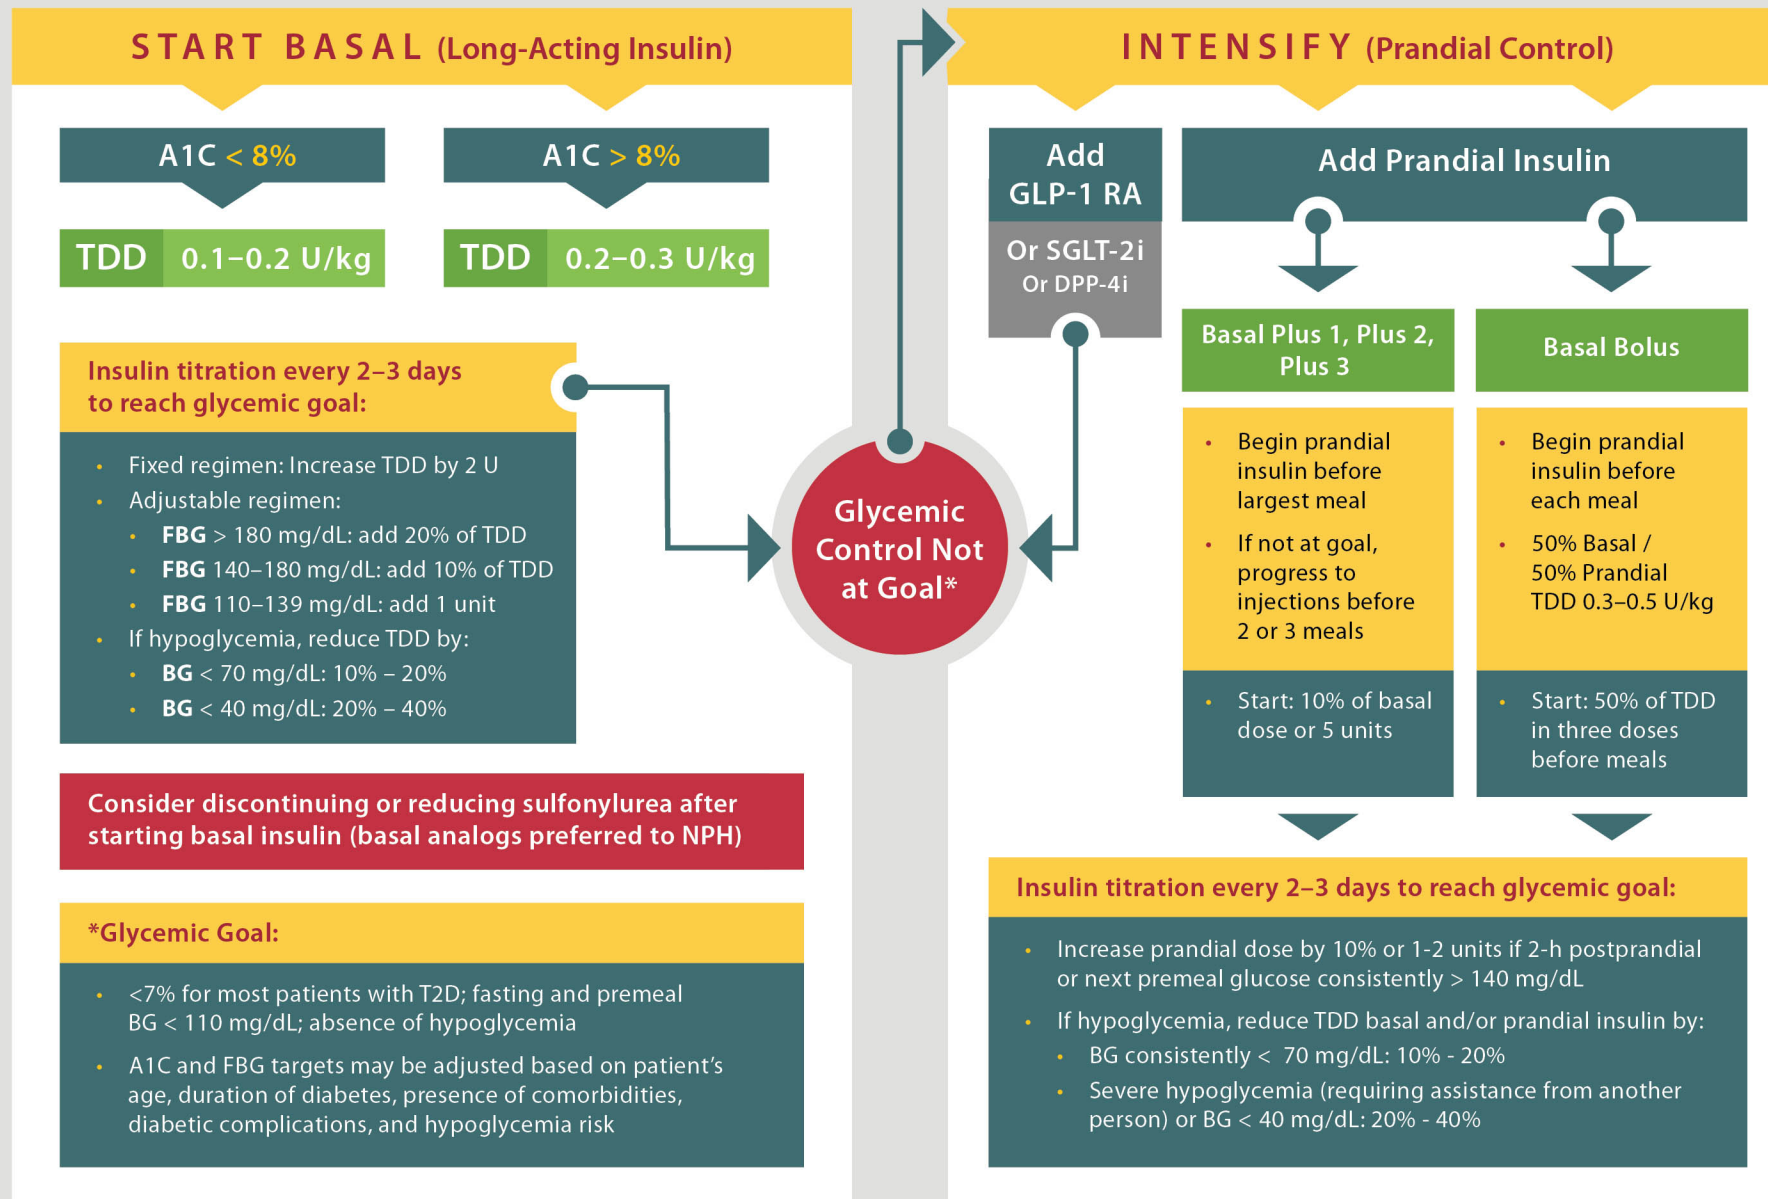 START BASAL (Long-Acting Insulin)
A1C < 8%
A1C > 8%
TDD 0.1–0.2 U/kg
TDD 0.2–0.3 U/kg
Insulin titration every 2–3 days
to reach glycemic goal:
• Fixed regimen: Increase TDD by 2 U
• Adjustable regimen:
• FBG > 180 mg/dL: add 20% of TDD
• FBG 140–180 mg/dL: add 10% of TDD
• FBG 110–139 mg/dL: add 1 unit
• If hypoglycemia, reduce TDD by:
• BG < 70 mg/dL: 10% – 20%
• BG < 40 mg/dL: 20% – 40%
Consider discontinuing or reducing sulfonylurea after
starting basal insulin (basal analogs preferred to NPH)
*Glycemic Goal:
• <7% for most patients with T2D; fasting and premeal
BG < 110 mg/dL; absence of hypoglycemia
• A1C and FBG targets may be adjusted based on patient's
age, duration of diabetes, presence of comorbidities,
diabetic complications, and hypoglycemia risk
Glycemic
Control Not
at Goal*
INTENSIFY (Prandial Control)
Add
GLP-1 RA
Or SGLT-2i
Or DPP-4i
Add Prandial Insulin
Basal Plus 1, Plus 2,
Plus 3
• Begin prandial
insulin before
largest meal
• If not at goal,
progress to
injections before
2 or 3 meals
• Start: 10% of basal
dose or 5 units
Basal Bolus
• Begin prandial
insulin before
each meal
• 50% Basal /
50% Prandial
TDD 0.3–0.5 U/kg
• Start: 50% of TDD
in three doses
before meals
Insulin titration every 2–3 days to reach glycemic goal:
• Increase prandial dose by 10% or 1-2 units if 2-h postprandial
or next premeal glucose consistently > 140 mg/dL
• If hypoglycemia, reduce TDD basal and/or prandial insulin by:
• BG consistently < 70 mg/dL: 10% - 20%
• Severe hypoglycemia (requiring assistance from another
person) or BG < 40 mg/dL: 20% - 40%